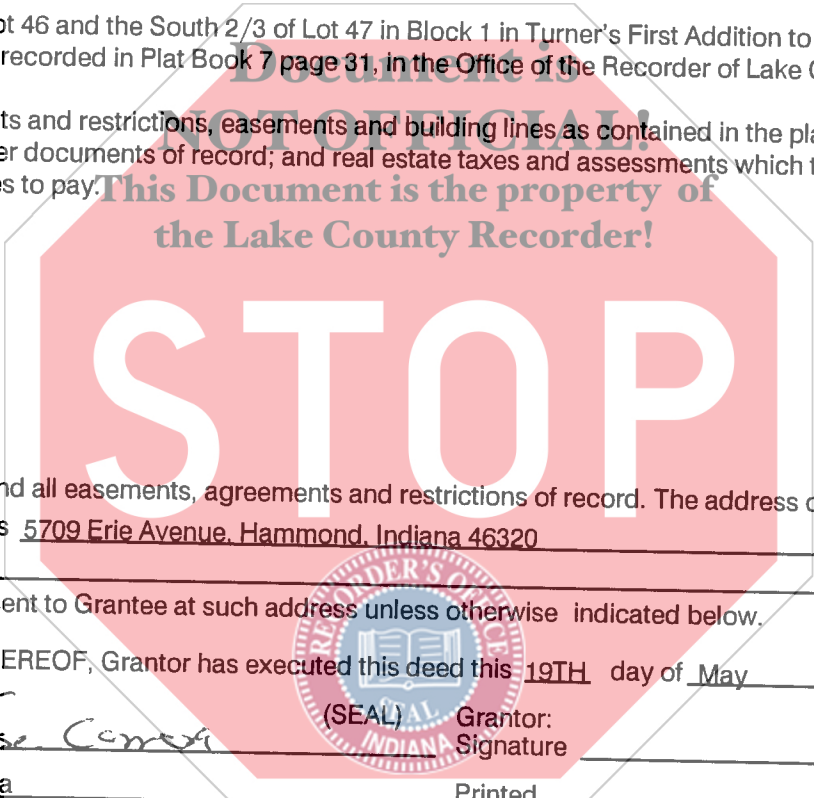 ot 46 and the South 2/3 of Lot 47 in Block 1 in Turner's First Addition to
recorded in Plat Book 7 page 31, in the Office of the Recorder of Lake C
Document is
NOT OFFICIAL!
ts and restrictions, easements and building lines as contained in the pla
er documents of record; and real estate taxes and assessments which t
es to pay.
This Document is the property of
the Lake County Recorder!
STOP
nd all easements, agreements and restrictions of record. The address o
s 5709 Erie Avenue, Hammond, Indiana 46320
ent to Grantee at such address unless otherwise indicated below.
EREOF, Grantor has executed this deed this 19TH day of May
(SEAL) Grantor:
Signature
a
Printed
RECORDER'S OFFICE
SEAL
INDIANA